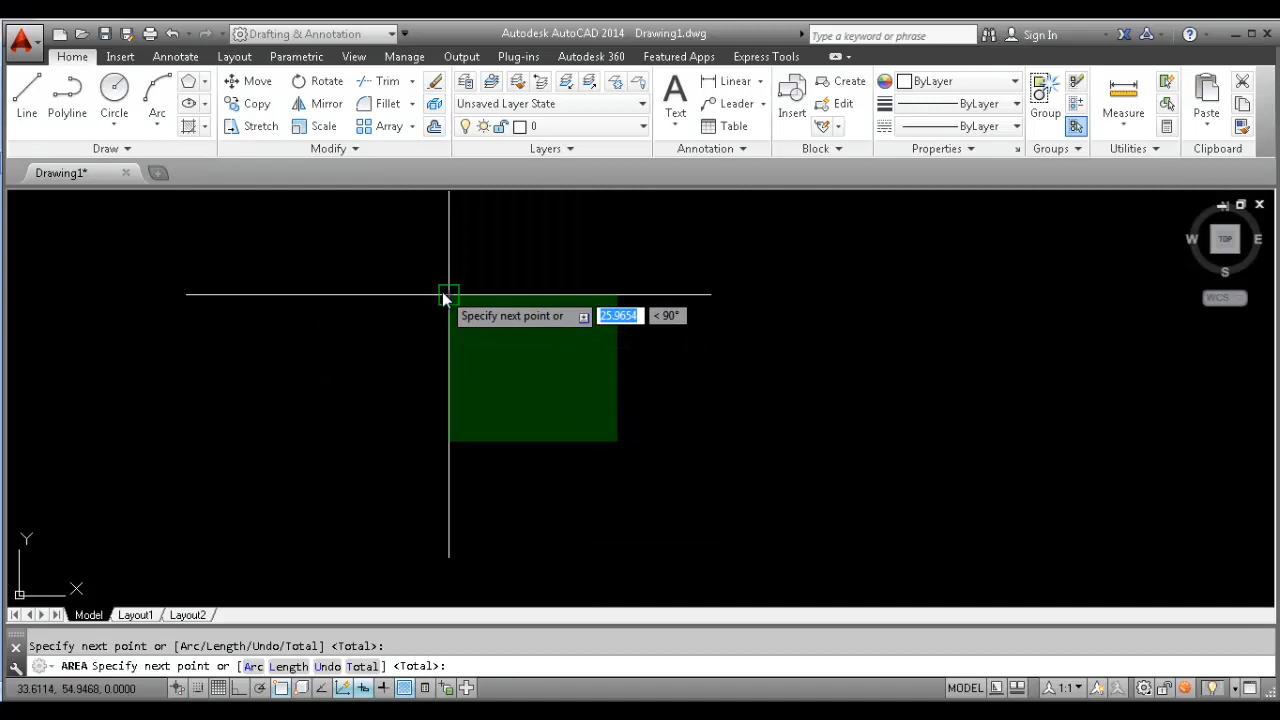 Drafting & Annotation
Autodesk AutoCAD 2014 Drawing1.dwg
Type a keyword or phrase
Sign In
Home Insert Annotate Layout Parametric View Manage Output Plug-ins Autodesk 360 Featured Apps Express Tools
Line
Polyline
Circle
Arc
Draw
Move Rotate Trim
Copy Mirror Fillet
Stretch Scale Array
Modify
Unsaved Layer State
0
Layers
Text
Linear
Leader
Table
Annotation
Insert
Create
Edit
Block
ByLayer
ByLayer
ByLayer
Properties
Group
Groups
Measure
Utilities
Paste
Clipboard
Drawing1*
N
W TOP E
S
WCS
Specify next point or 25.9654 < 90°
Y
X
Model Layout1 Layout2
Specify next point or [Arc/Length/Undo/Total] <Total>:
AREA Specify next point or [Arc Length Undo Total] <Total>:
33.6114, 54.9468, 0.0000
MODEL
1:1